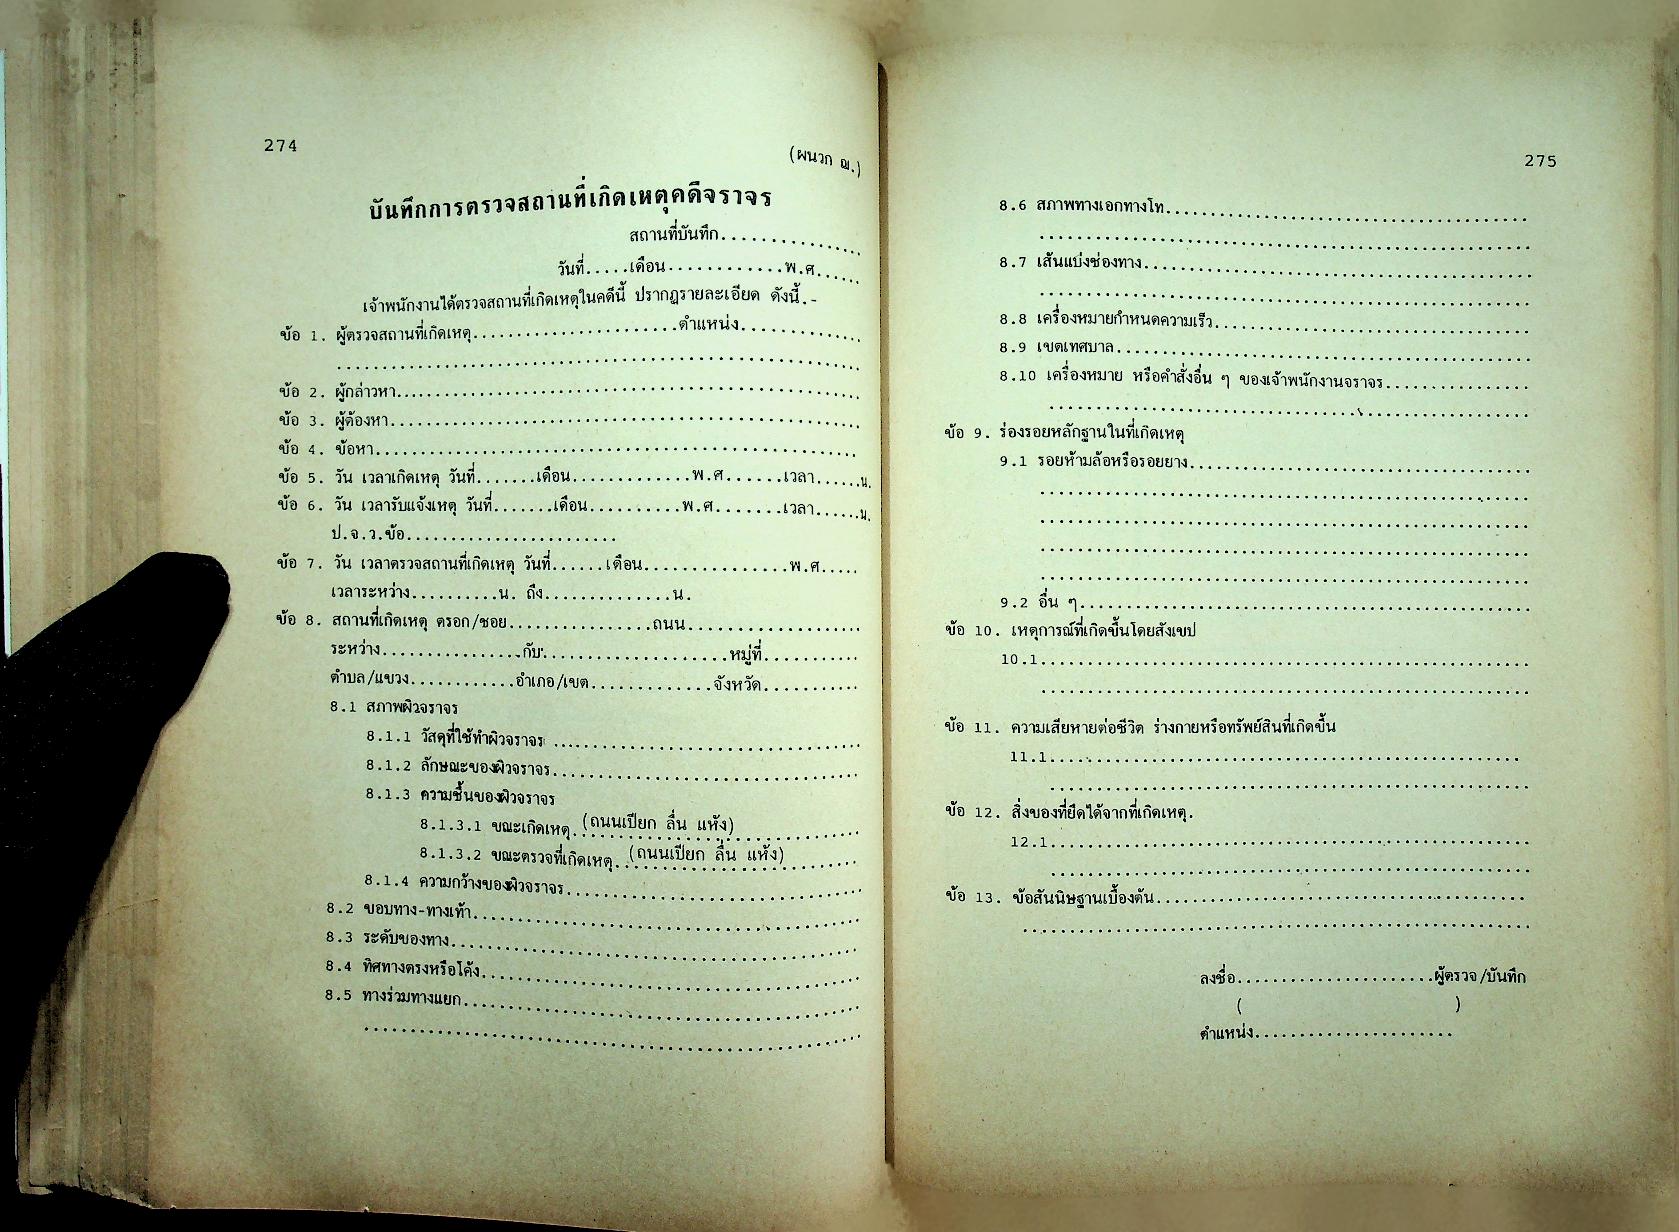 274
(ผนวก ฌ.)
บันทึกการตรวจสถานที่เกิดเหตุคดีจราจร
สถานที่บันทึก................
วันที่.....เดือน.............พ.ศ......
เจ้าพนักงานได้ตรวจสถานที่เกิดเหตุในคดีนี้ ปรากฏรายละเอียด ดังนี้.-
ข้อ 1. ผู้ตรวจสถานที่เกิดเหตุ.......................ตำแหน่ง..............
............................................................
ข้อ 2. ผู้กล่าวหา....................................................
ข้อ 3. ผู้ต้องหา.....................................................
ข้อ 4. ข้อหา.......................................................
ข้อ 5. วัน เวลาเกิดเหตุ วันที่.......เดือน.............พ.ศ.......เวลา......น.
ข้อ 6. วัน เวลารับแจ้งเหตุ วันที่.......เดือน..........พ.ศ........เวลา......น.
ป.จ.ว.ข้อ.......................
ข้อ 7. วัน เวลาตรวจสถานที่เกิดเหตุ วันที่......เดือน................พ.ศ.....
เวลาระหว่าง..........น. ถึง..............น.
ข้อ 8. สถานที่เกิดเหตุ ตรอก/ซอย................ถนน...................
ระหว่าง................กับ.....................หมู่ที่...........
ตำบล/แขวง............อำเภอ/เขต.............จังหวัด...........
8.1 สภาพผิวจราจร
8.1.1 วัสดุที่ใช้ทำผิวจราจร ..................................
8.1.2 ลักษณะของผิวจราจร..................................
8.1.3 ความชื้นของผิวจราจร
8.1.3.1 ขณะเกิดเหตุ..(ถนนเปียก ลื่น แห้ง)..............
8.1.3.2 ขณะตรวจที่เกิดเหตุ..(ถนนเปียก ลื่น แห้ง)........
8.1.4 ความกว้างของผิวจราจร.................................
8.2 ขอบทาง-ทางเท้า...........................................
8.3 ระดับของทาง.............................................
8.4 ทิศทางตรงหรือโค้ง..........................................
8.5 ทางร่วมทางแยก............................................
.......................................................
275
8.6 สภาพทางเอกทางโท........................................
......................................................
8.7 เส้นแบ่งช่องทาง...........................................
......................................................
8.8 เครื่องหมายกำหนดความเร็ว...................................
8.9 เขตเทศบาล..............................................
8.10 เครื่องหมาย หรือคำสั่งอื่น ๆ ของเจ้าพนักงานจราจร................
.....................................................
ข้อ 9. ร่องรอยหลักฐานในที่เกิดเหตุ
9.1 รอยห้ามล้อหรือรอยยาง.....................................
......................................................
......................................................
......................................................
......................................................
9.2 อื่น ๆ.................................................
ข้อ 10. เหตุการณ์ที่เกิดขึ้นโดยสังเขป
10.1.....................................................
......................................................
ข้อ 11. ความเสียหายต่อชีวิต ร่างกายหรือทรัพย์สินที่เกิดขึ้น
11.1....................................................
.....................................................
ข้อ 12. สิ่งของที่ยึดได้จากที่เกิดเหตุ.
12.1....................................................
.....................................................
ข้อ 13. ข้อสันนิษฐานเบื้องต้น........................................
........................................................
ลงชื่อ......................ผู้ตรวจ/บันทึก
( )
ตำแหน่ง......................